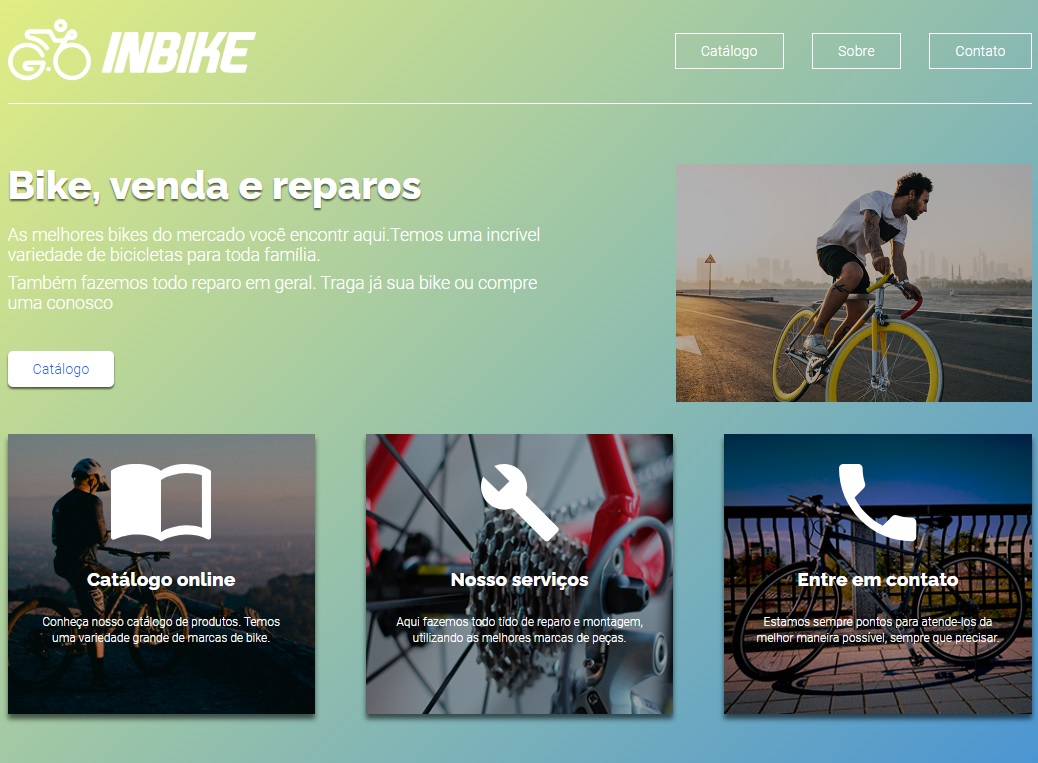 INBIKE
Catálogo
Sobre
Contato
Bike, venda e reparos
As melhores bikes do mercado você encontr aqui.Temos uma incrível
variedade de bicicletas para toda família.
Também fazemos todo reparo em geral. Traga já sua bike ou compre
uma conosco
Catálogo
Catálogo online
Conheça nosso catálogo de produtos. Temos
uma variedade grande de marcas de bike.
Nosso serviços
Aqui fazemos todo tido de reparo e montagem,
utilizando as melhores marcas de peças.
Entre em contato
Estamos sempre pontos para atende-los da
melhor maneira possivel, sempre que precisar.